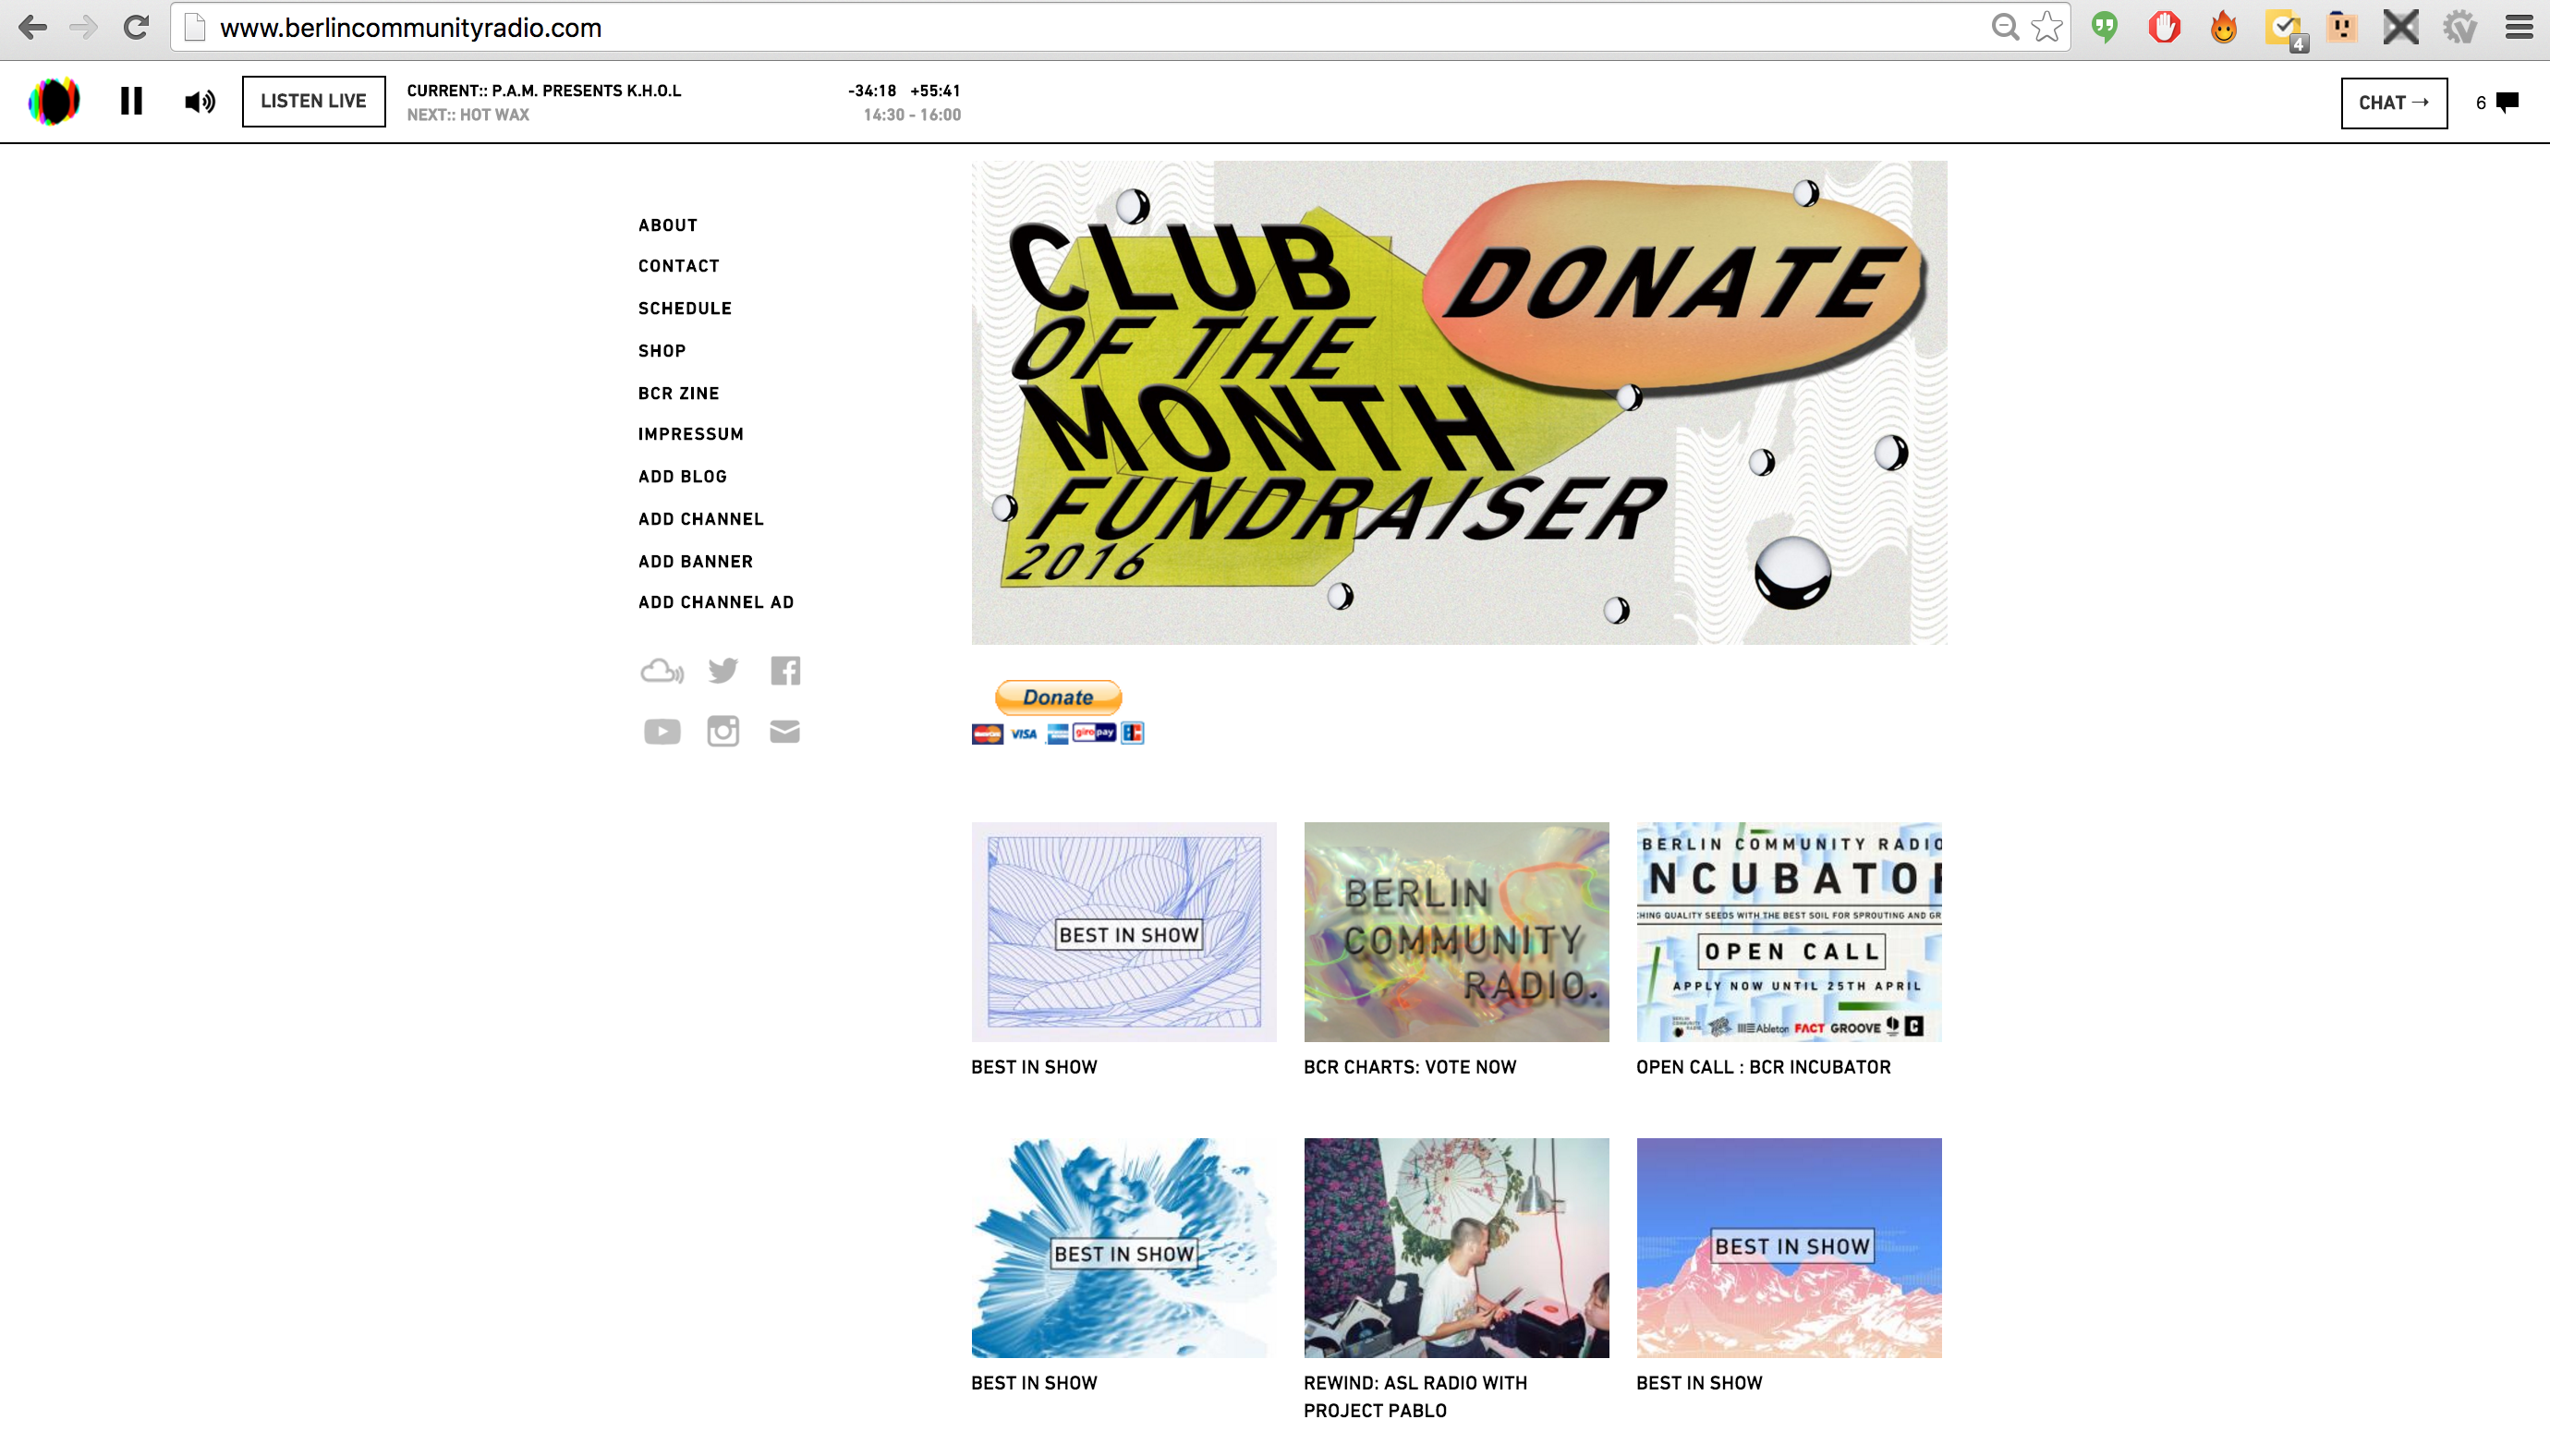 www.berlincommunityradio.com
4
LISTEN LIVE
CURRENT:: P.A.M. PRESENTS K.H.O.L
-34:18 +55:41
NEXT:: HOT WAX
14:30 - 16:00
CHAT →
6
ABOUT
CONTACT
SCHEDULE
SHOP
BCR ZINE
IMPRESSUM
ADD BLOG
ADD CHANNEL
ADD BANNER
ADD CHANNEL AD
CLUB
OF THE
MONTH
FUNDRAISER
2016
DONATE
Donate
VISA
giropay
BEST IN SHOW
BEST IN SHOW
BERLIN
COMMUNITY
RADIO.
BCR CHARTS: VOTE NOW
BERLIN COMMUNITY RADIO
NCUBATOR
HING QUALITY SEEDS WITH THE BEST SOIL FOR SPROUTING AND GR
OPEN CALL
APPLY NOW UNTIL 25TH APRIL
Ableton FACT GROOVE
OPEN CALL : BCR INCUBATOR
BEST IN SHOW
BEST IN SHOW
REWIND: ASL RADIO WITH
PROJECT PABLO
BEST IN SHOW
BEST IN SHOW